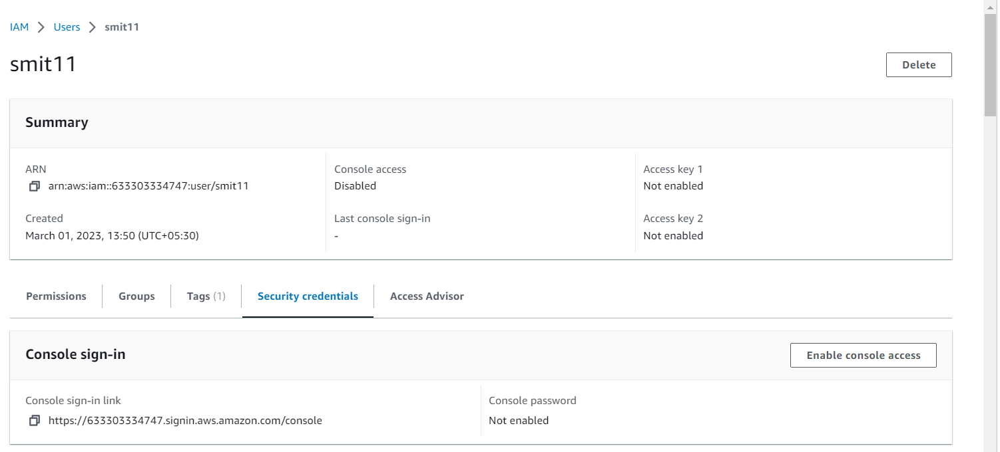 IAM > Users > smit11
smit11
Delete
Summary
ARN
arn:aws:iam::633303334747:user/smit11
Created
March 01, 2023, 13:50 (UTC+05:30)
Console access
Disabled
Last console sign-in
-
Access key 1
Not enabled
Access key 2
Not enabled
Permissions Groups Tags (1) Security credentials Access Advisor
Console sign-in
Enable console access
Console sign-in link
https://633303334747.signin.aws.amazon.com/console
Console password
Not enabled